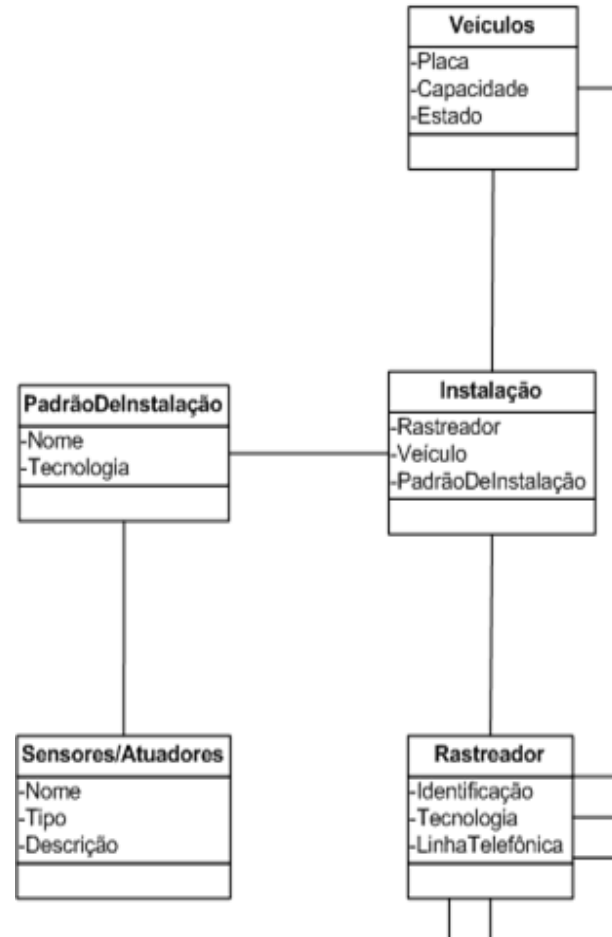 Veículos
-Placa
-Capacidade
-Estado
PadrãoDeInstalação
-Nome
-Tecnologia
Instalação
-Rastreador
-Veículo
-PadrãoDeInstalação
Sensores/Atuadores
-Nome
-Tipo
-Descrição
Rastreador
-Identificação
-Tecnologia
-LinhaTelefônica